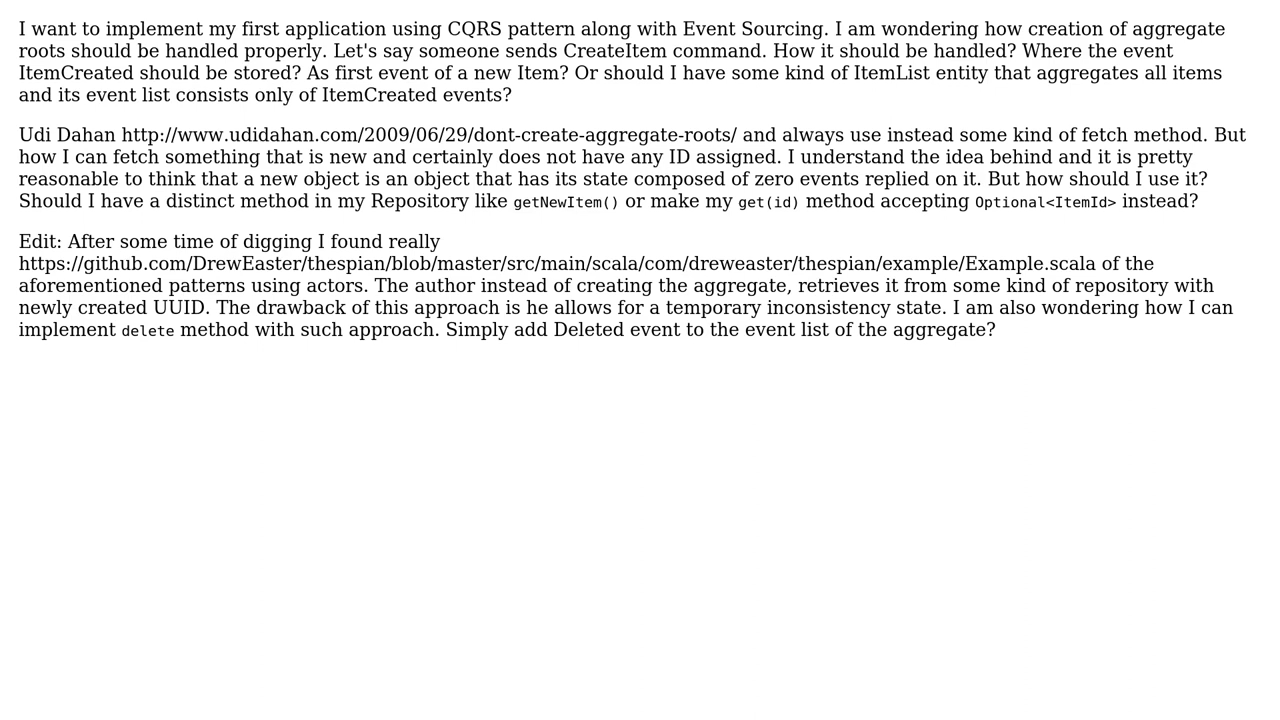 I want to implement my first application using CQRS pattern along with Event Sourcing. I am wondering how creation of aggregate
roots should be handled properly. Let's say someone sends CreateItem command. How it should be handled? Where the event
ItemCreated should be stored? As first event of a new Item? Or should I have some kind of ItemList entity that aggregates all items
and its event list consists only of ItemCreated events?
Udi Dahan http://www.udidahan.com/2009/06/29/dont-create-aggregate-roots/ and always use instead some kind of fetch method. But
how I can fetch something that is new and certainly does not have any ID assigned. I understand the idea behind and it is pretty
reasonable to think that a new object is an object that has its state composed of zero events replied on it. But how should I use it?
Should I have a distinct method in my Repository like getNewItem() or make my get(id) method accepting Optional<ItemId> instead?
Edit: After some time of digging I found really
https://github.com/DrewEaster/thespian/blob/master/src/main/scala/com/dreweaster/thespian/example/Example.scala of the
aforementioned patterns using actors. The author instead of creating the aggregate, retrieves it from some kind of repository with
newly created UUID. The drawback of this approach is he allows for a temporary inconsistency state. I am also wondering how I can
implement delete method with such approach. Simply add Deleted event to the event list of the aggregate?